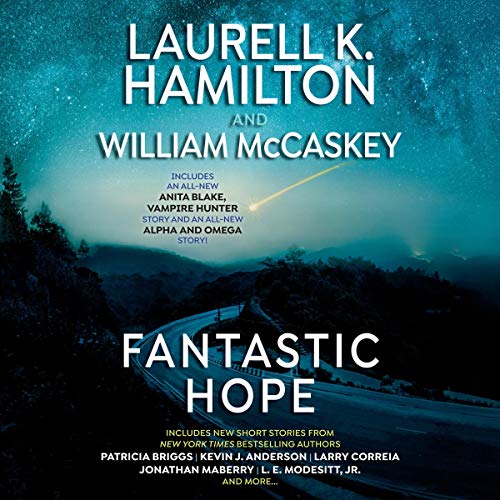 LAURELL K.
HAMILTON
AND
WILLIAM McCASKEY
INCLUDES
AN ALL-NEW
ANITA BLAKE,
VAMPIRE HUNTER
STORY AND AN ALL-NEW
ALPHA AND OMEGA
STORY!
FANTASTIC
HOPE
INCLUDES NEW SHORT STORIES FROM
NEW YORK TIMES BESTSELLING AUTHORS
PATRICIA BRIGGS | KEVIN J. ANDERSON | LARRY CORREIA
JONATHAN MABERRY | L. E. MODESITT, JR.
AND MORE...